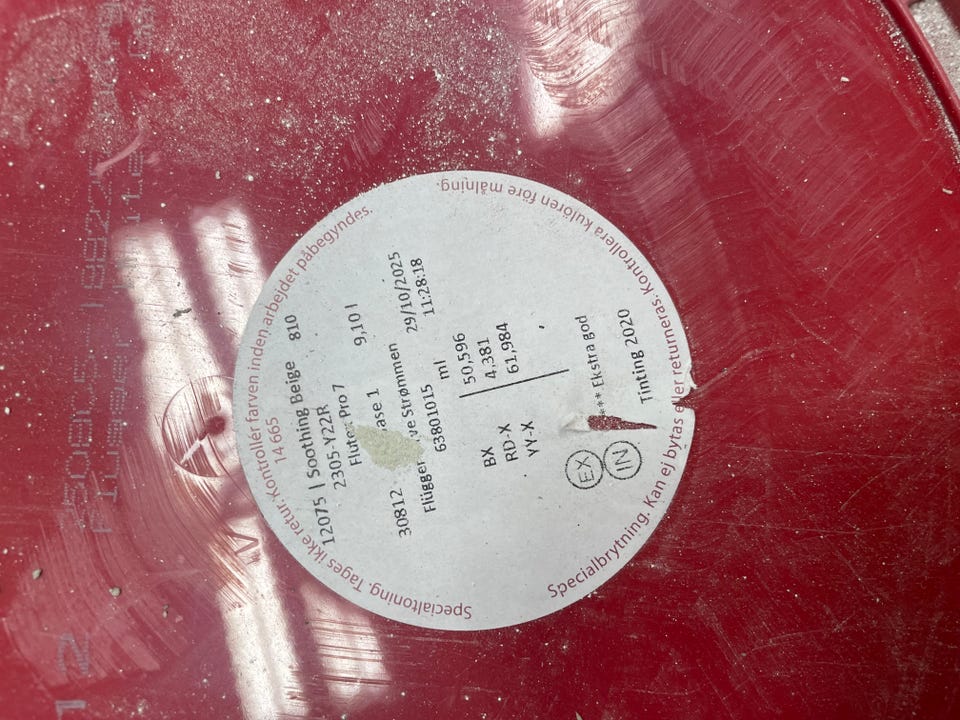 Specialtoning. Tages ikke retur. Kontrollér farven inden arbejdet påbegyndes.
14 665
12075 | Soothing Beige 810
2305-Y22R
Pro 7 9,10 l
1
30812 Strømmen 29/10/2025
Flügger 63801015 11:28:18
ml
BX 50,596
RD-X 4,381
YY-X 61,984
*** Ekstra god
EX
IN
Tinting 2020
Specialbrytning. Kan ej bytas eller returneras. Kontrollera kulören före målning.
12